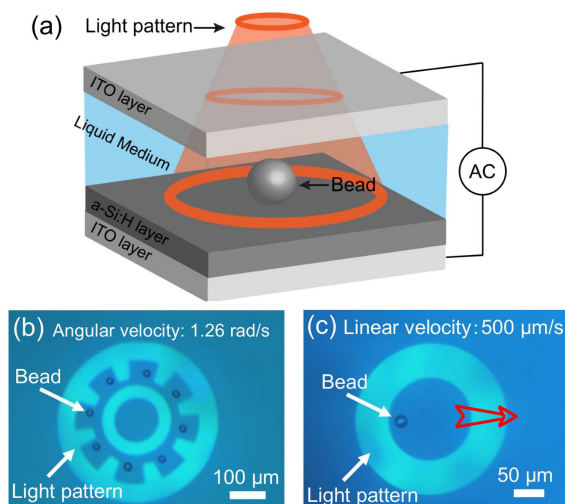 (a)
Light pattern
ITO layer
Liquid Medium
Bead
AC
a-Si:H layer
ITO layer
(b) Angular velocity: 1.26 rad/s
Bead
Light pattern
100 µm
(c) Linear velocity: 500 µm/s
Bead
Light pattern
50 µm